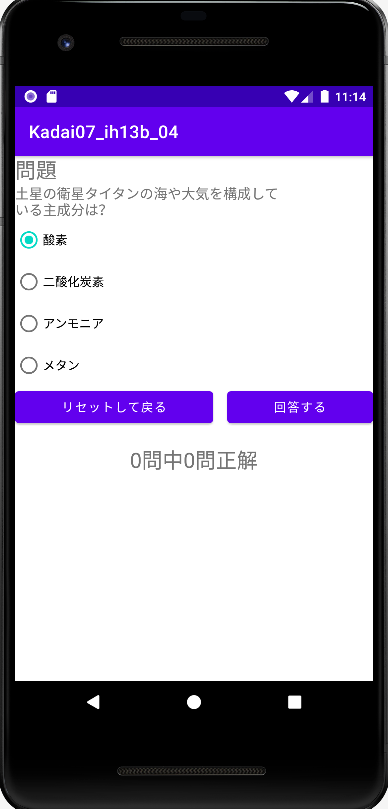 11:14
Kadai07_ih13b_04
問題
土星の衛星タイタンの海や大気を構成して
いる主成分は?
酸素
二酸化炭素
アンモニア
メタン
リセットして戻る 回答する
0問中0問正解